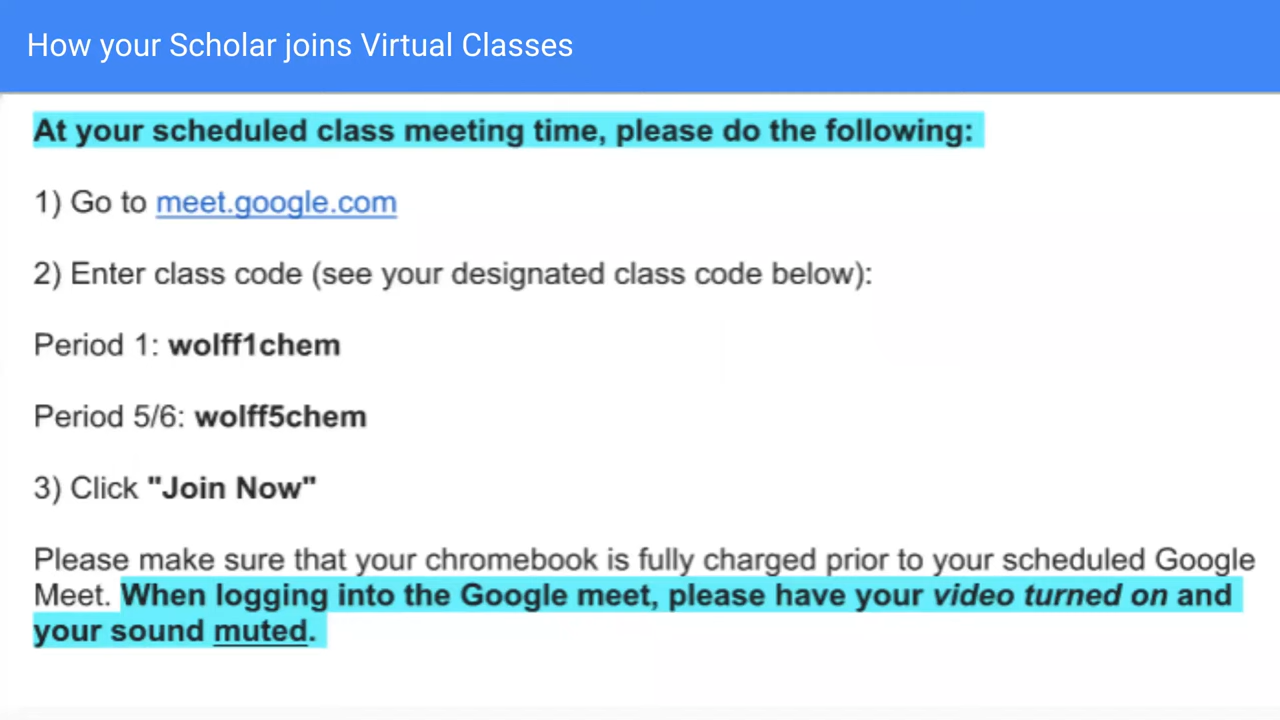 How your Scholar joins Virtual Classes
At your scheduled class meeting time, please do the following:
1) Go to meet.google.com
2) Enter class code (see your designated class code below):
Period 1: wolff1chem
Period 5/6: wolff5chem
3) Click "Join Now"
Please make sure that your chromebook is fully charged prior to your scheduled Google
Meet. When logging into the Google meet, please have your video turned on and
your sound muted.